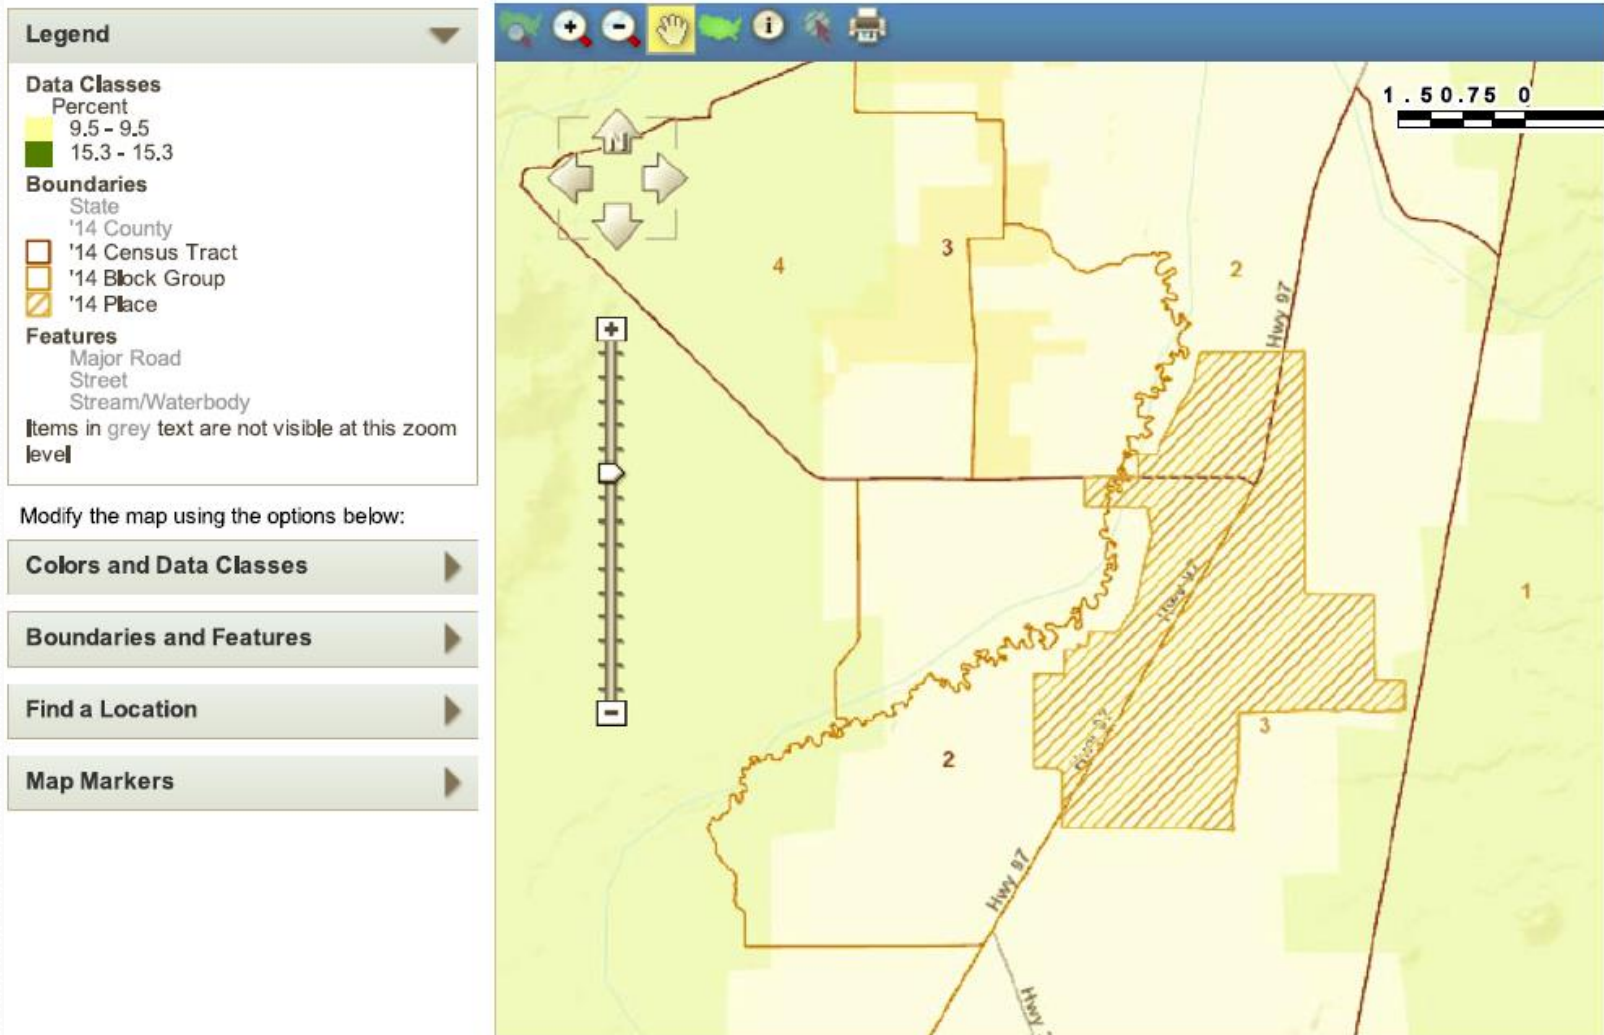 Legend
Data Classes
Percent
9.5 - 9.5
15.3 - 15.3
Boundaries
State
'14 County
'14 Census Tract
'14 Block Group
'14 Place
Features
Major Road
Street
Stream/Waterbody
Items in grey text are not visible at this zoom
level
Modify the map using the options below:
Colors and Data Classes
Boundaries and Features
Find a Location
Map Markers
1.50.75 0
N
3
4
2
Hwy 97
1
Hwy 97
3
Hwy 97
2
Hwy 97
Hwy